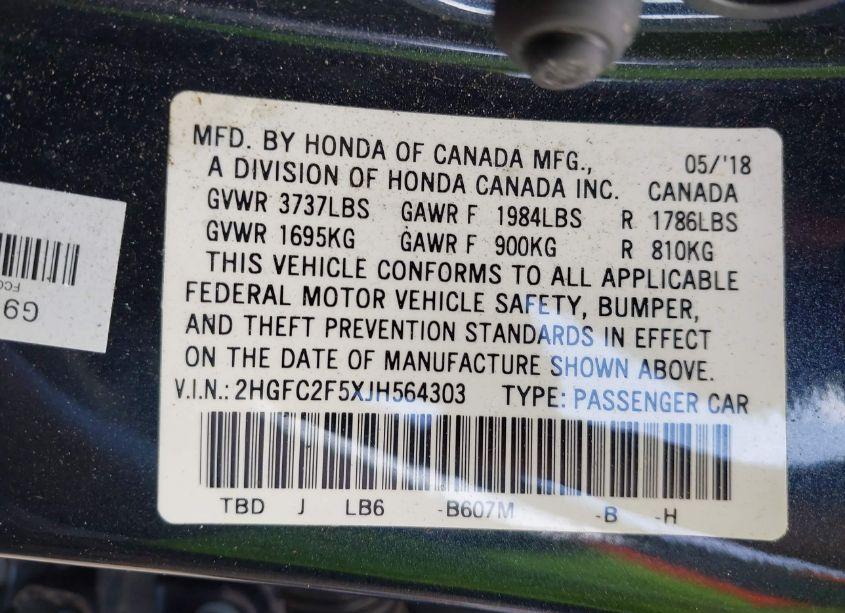 MFD. BY HONDA OF CANADA MFG., 05/'18
A DIVISION OF HONDA CANADA INC. CANADA
GVWR 3737LBS GAWR F 1984LBS R 1786LBS
GVWR 1695KG GAWR F 900KG R 810KG
THIS VEHICLE CONFORMS TO ALL APPLICABLE
FEDERAL MOTOR VEHICLE SAFETY, BUMPER,
AND THEFT PREVENTION STANDARDS IN EFFECT
ON THE DATE OF MANUFACTURE SHOWN ABOVE.
V.I.N.: 2HGFC2F5XJH564303 TYPE: PASSENGER CAR
TBD J LB6 -B607M -B -H